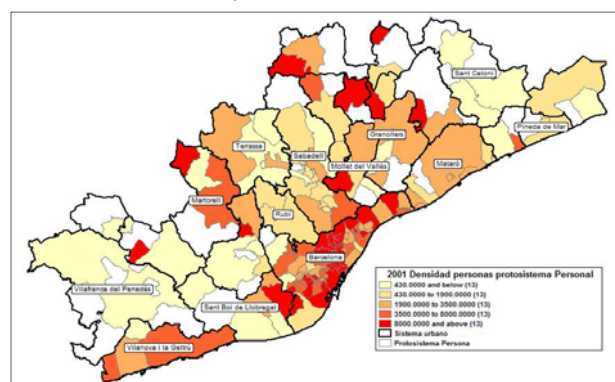 Sant Celoni
Pineda de Mar
Granollers
Terrassa
Sabadell
Mollet del Vallès
Mataró
Martorell
Rubí
Barcelona
Vilafranca del Penedès
Sant Boi de Llobregat
Vilanova i la Geltrú
2001 Densidad personas protosistema Personal
430.0000 and below (13)
430.0000 to 1900.0000 (13)
1900.0000 to 3500.0000 (13)
3500.0000 to 8000.0000 (13)
8000.0000 and above (13)
Sistema urbano
Protosistema Persona